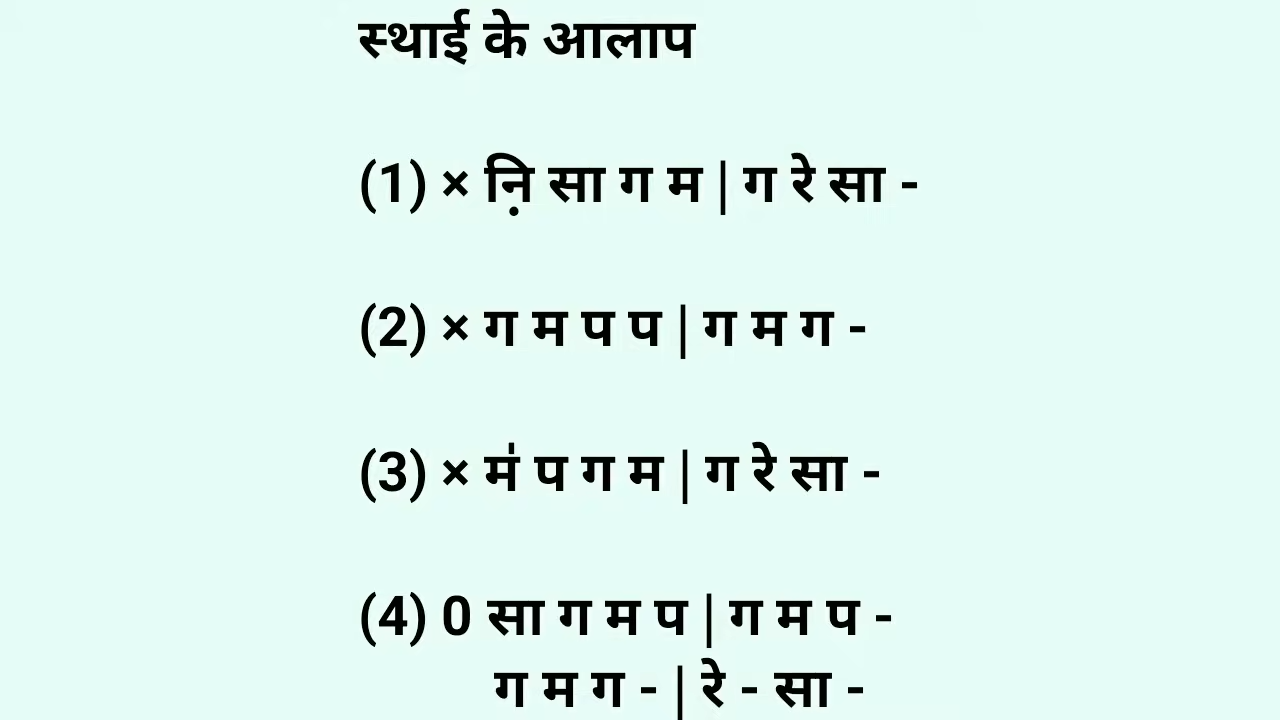 स्थाई के आलाप
(1) × नि़ सा ग म | ग रे सा -
(2) × ग म प प | ग म ग -
(3) × म॑ प ग म | ग रे सा -
(4) 0 सा ग म प | ग म प -
ग म ग - | रे - सा -